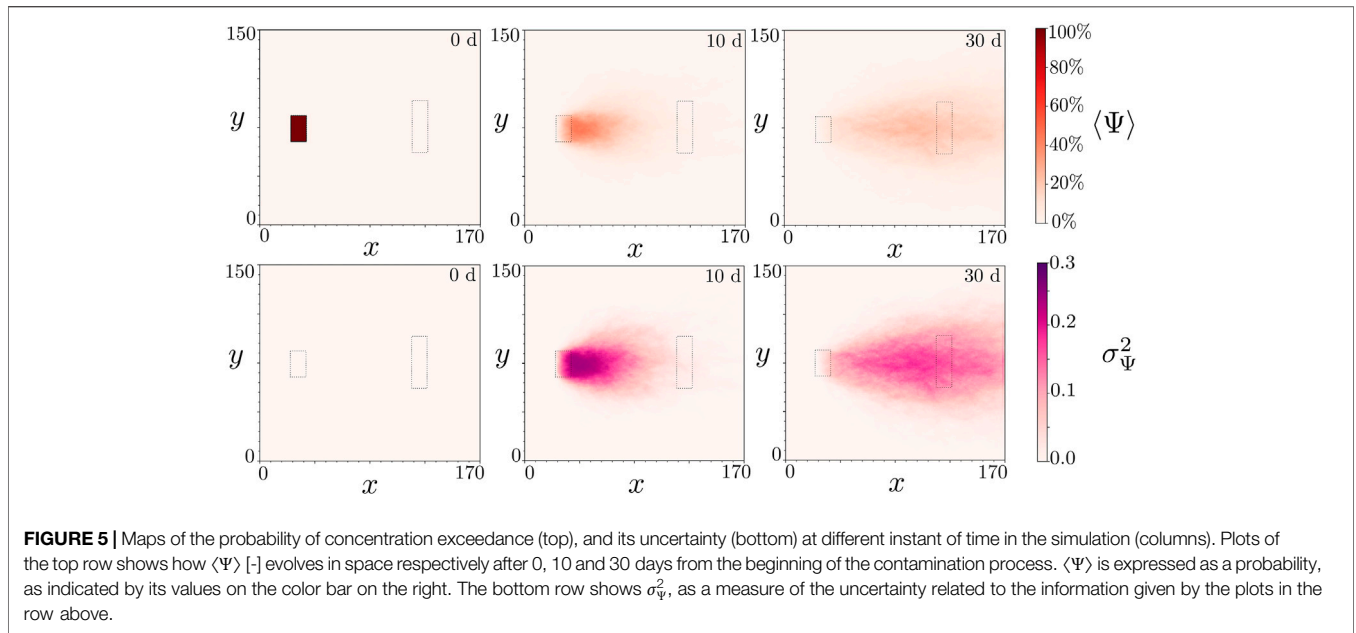 150
0 d
y
0
0
170
x
150
10 d
y
0
0
170
x
150
30 d
y
0
0
170
x
100%
80%
60%
40%
20%
0%
⟨Ψ⟩
150
0 d
y
0
0
170
x
150
10 d
y
0
0
170
x
150
30 d
y
0
0
170
x
0.3
0.2
0.1
0.0
σ²_Ψ
FIGURE 5 | Maps of the probability of concentration exceedance (top), and its uncertainty (bottom) at different instant of time in the simulation (columns). Plots of
the top row shows how ⟨Ψ⟩ [-] evolves in space respectively after 0, 10 and 30 days from the beginning of the contamination process. ⟨Ψ⟩ is expressed as a probability,
as indicated by its values on the color bar on the right. The bottom row shows σ²_Ψ, as a measure of the uncertainty related to the information given by the plots in the
row above.